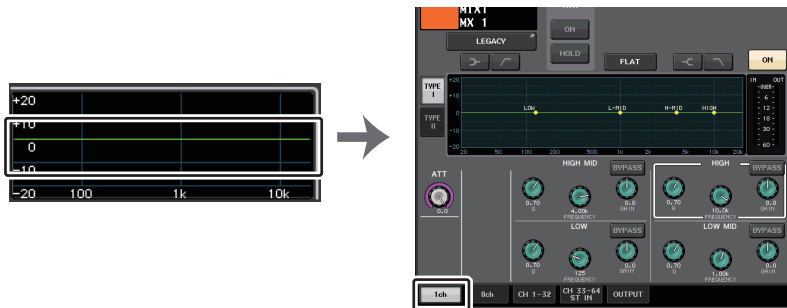 +20
+10
0
-10
-20 100 1k 10k
MIX1
MX 1
LEGACY
ON
HOLD
FLAT
ON
TYPE
I
TYPE
II
+20
+10
0
-10
-20
LOW L-MID H-MID HIGH
20 50 100 200 500 1k 2k 5k 10k 20k
IN OUT
-OVER-
6
12
18
30
60
ATT
0.0
HIGH MID BYPASS
0.70 4.00k 0.0
Q FREQUENCY GAIN
HIGH BYPASS
0.70 10.0k 0.0
Q FREQUENCY GAIN
LOW BYPASS
0.70 125 0.0
Q FREQUENCY GAIN
LOW MID BYPASS
0.70 1.00k 0.0
Q FREQUENCY GAIN
1ch 8ch CH 1-32 CH 33-64 OUTPUT
ST IN